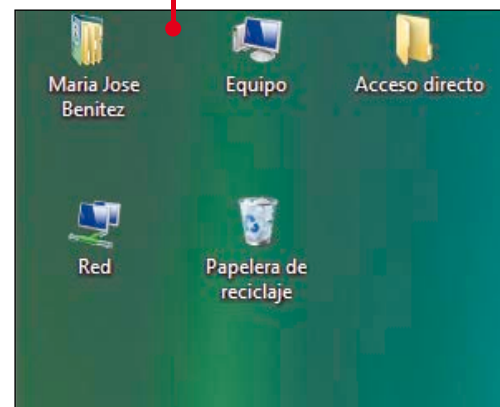 Maria Jose
Benitez
Equipo
Acceso directo
Red
Papelera de
reciclaje